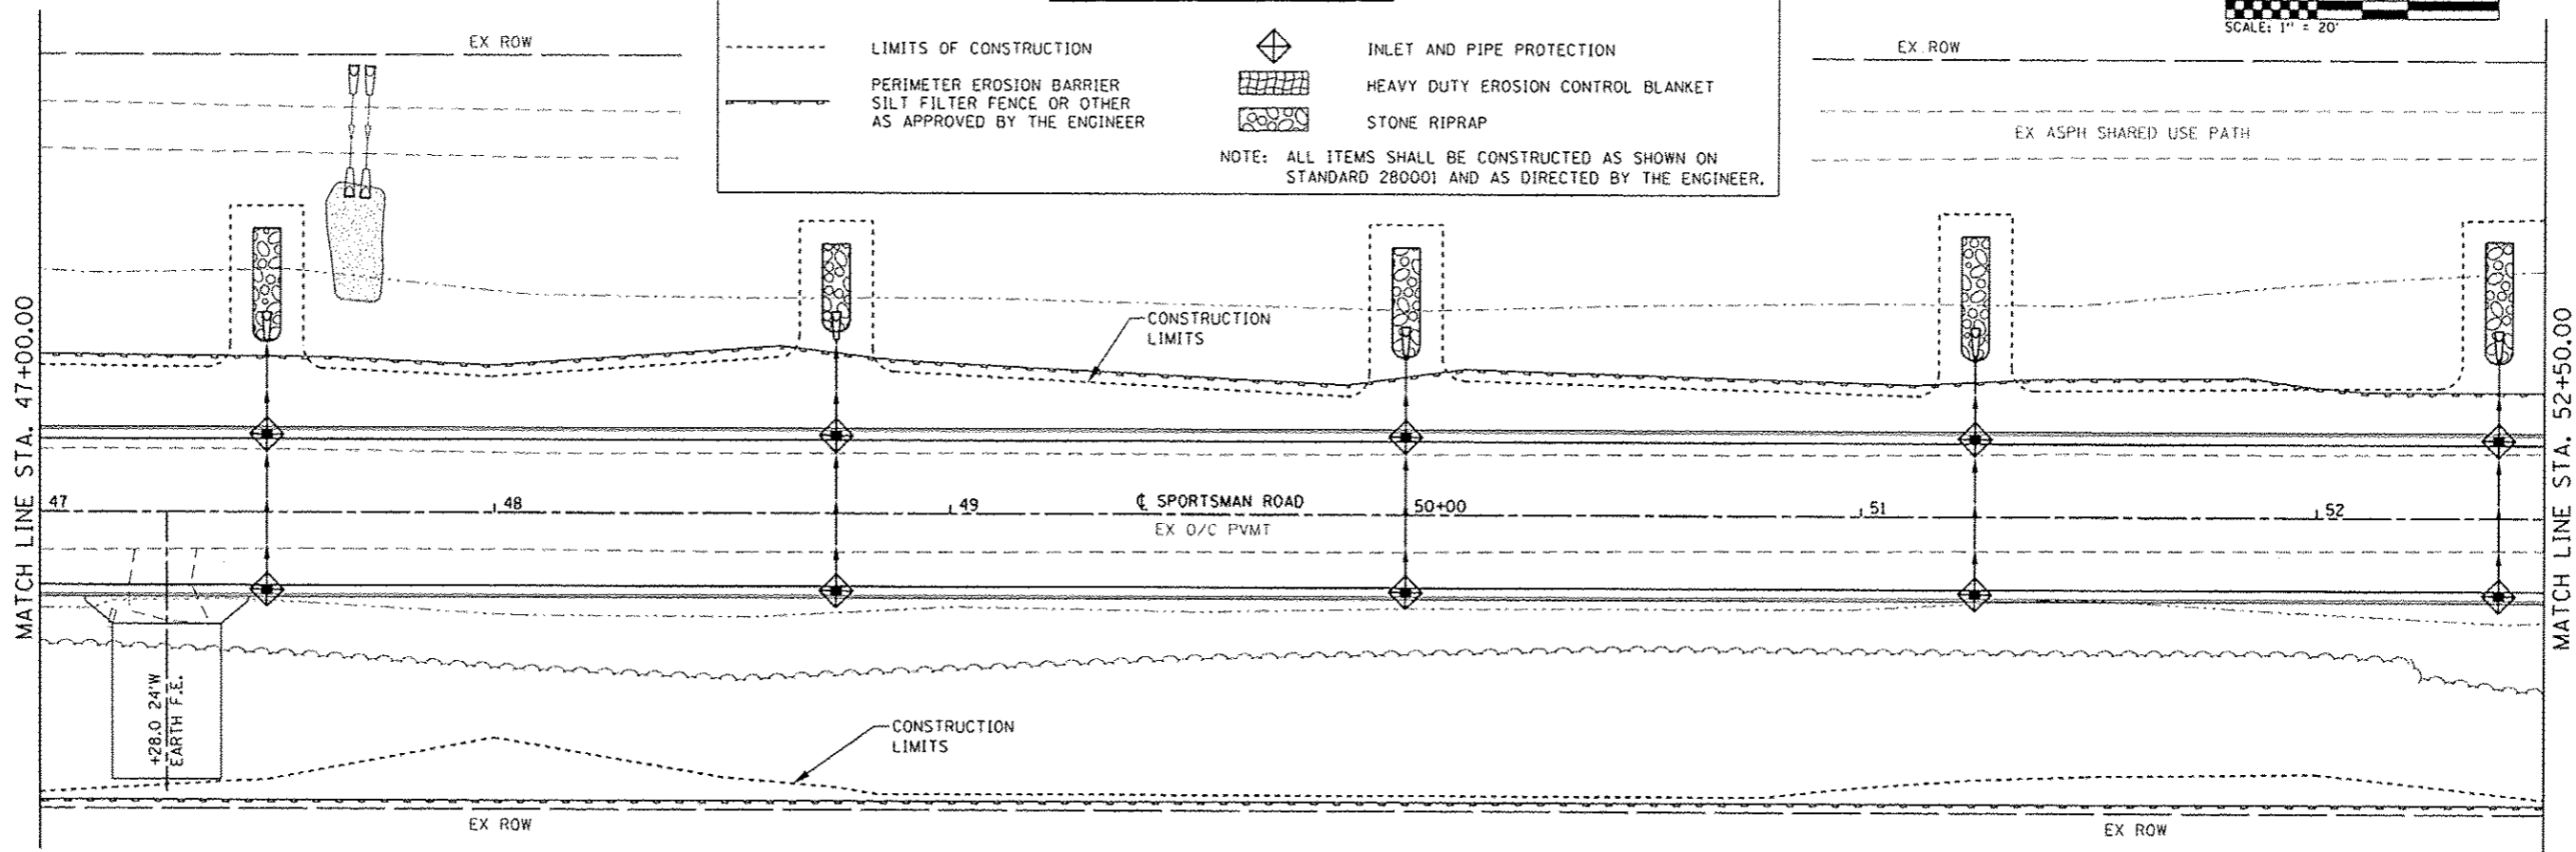 SCALE: 1" = 20'
EX ROW
LIMITS OF CONSTRUCTION
PERIMETER EROSION BARRIER
SILT FILTER FENCE OR OTHER
AS APPROVED BY THE ENGINEER
INLET AND PIPE PROTECTION
HEAVY DUTY EROSION CONTROL BLANKET
STONE RIPRAP
NOTE: ALL ITEMS SHALL BE CONSTRUCTED AS SHOWN ON
STANDARD 280001 AND AS DIRECTED BY THE ENGINEER.
EX ROW
EX ASPH SHARED USE PATH
MATCH LINE STA. 47+00.00
CONSTRUCTION
LIMITS
47
48
49
℄ SPORTSMAN ROAD
50+00
51
52
EX O/C PVMT
MATCH LINE STA. 52+50.00
+28.0 24'W
EARTH F.E.
CONSTRUCTION
LIMITS
EX ROW
EX ROW